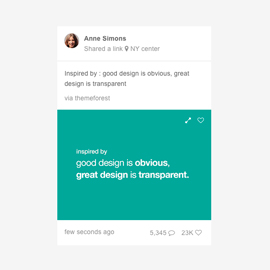 Anne Simons
Shared a link NY center
Inspired by : good design is obvious, great
design is transparent
via themeforest
inspired by
good design is obvious,
great design is transparent.
few seconds ago
5,345 23K